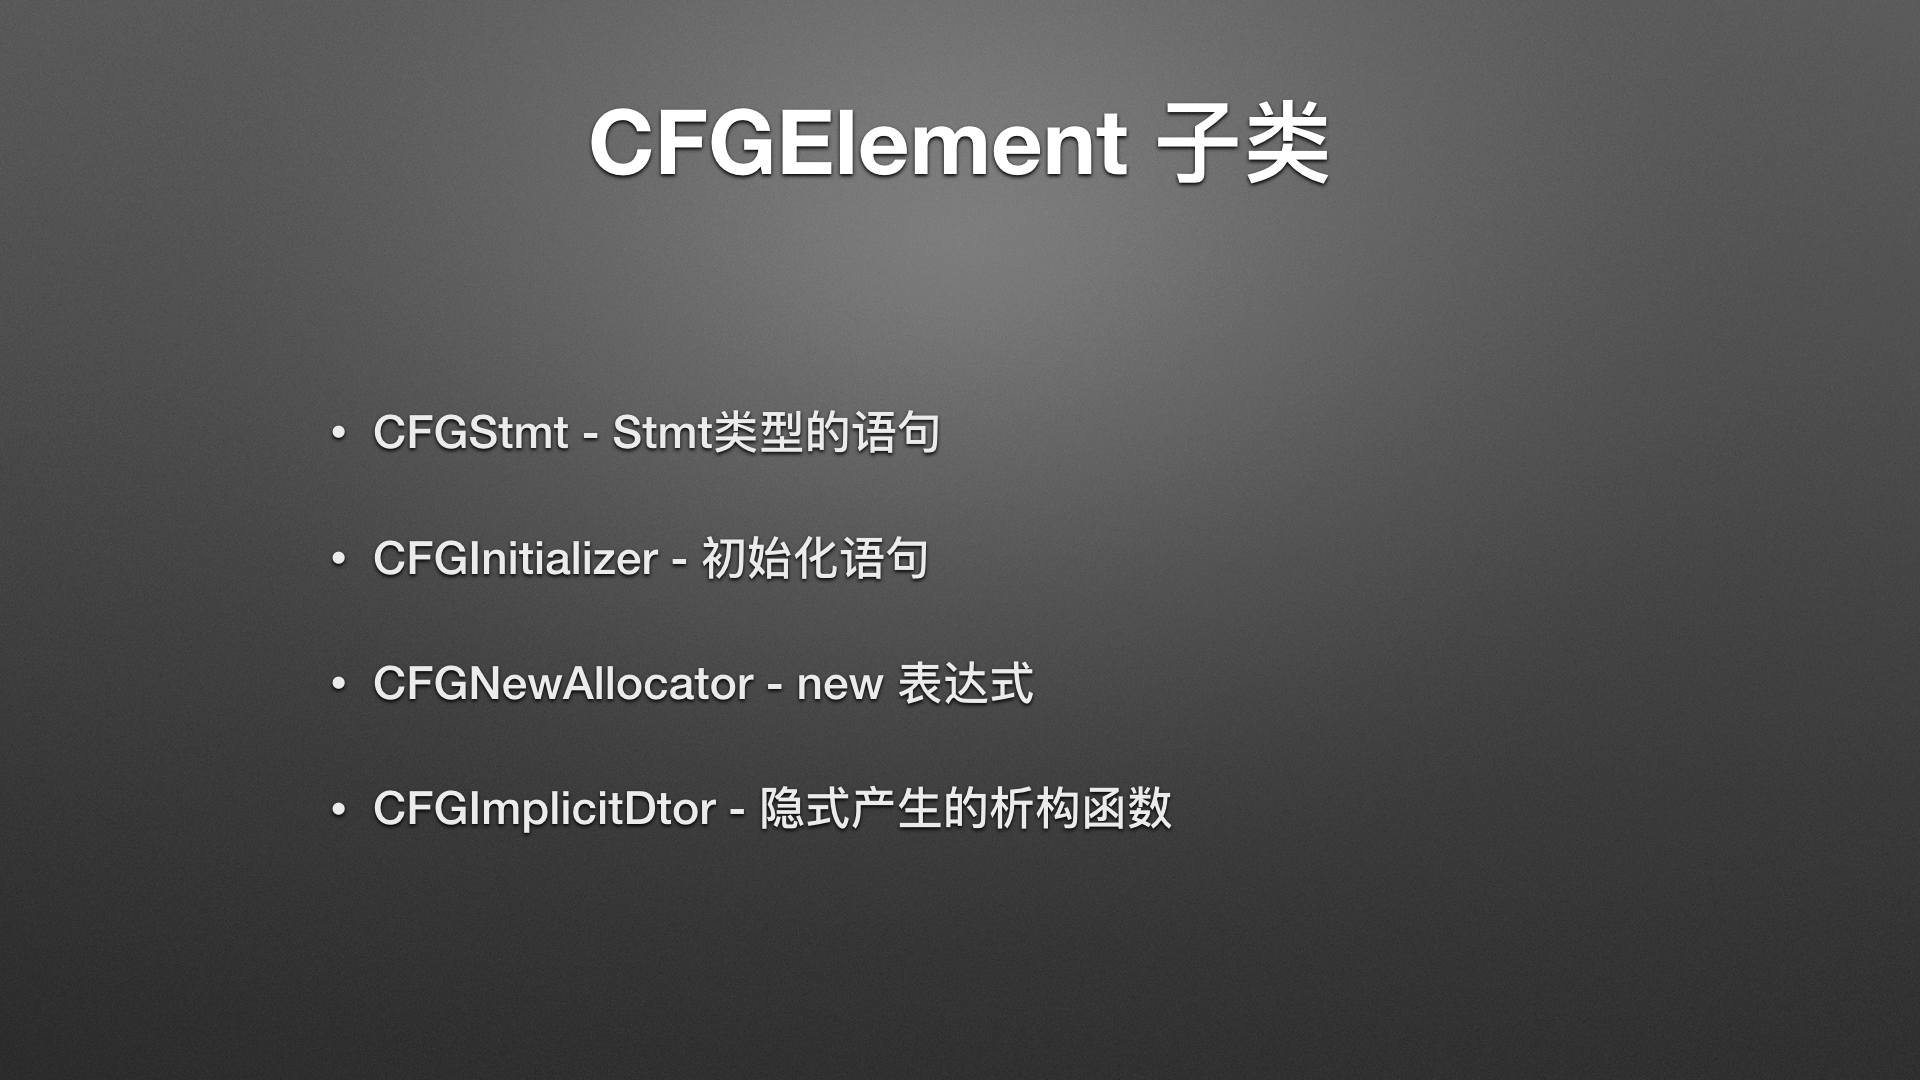 CFGElement 子类
• CFGStmt - Stmt类型的语句
• CFGInitializer - 初始化语句
• CFGNewAllocator - new 表达式
• CFGImplicitDtor - 隐式产生的析构函数